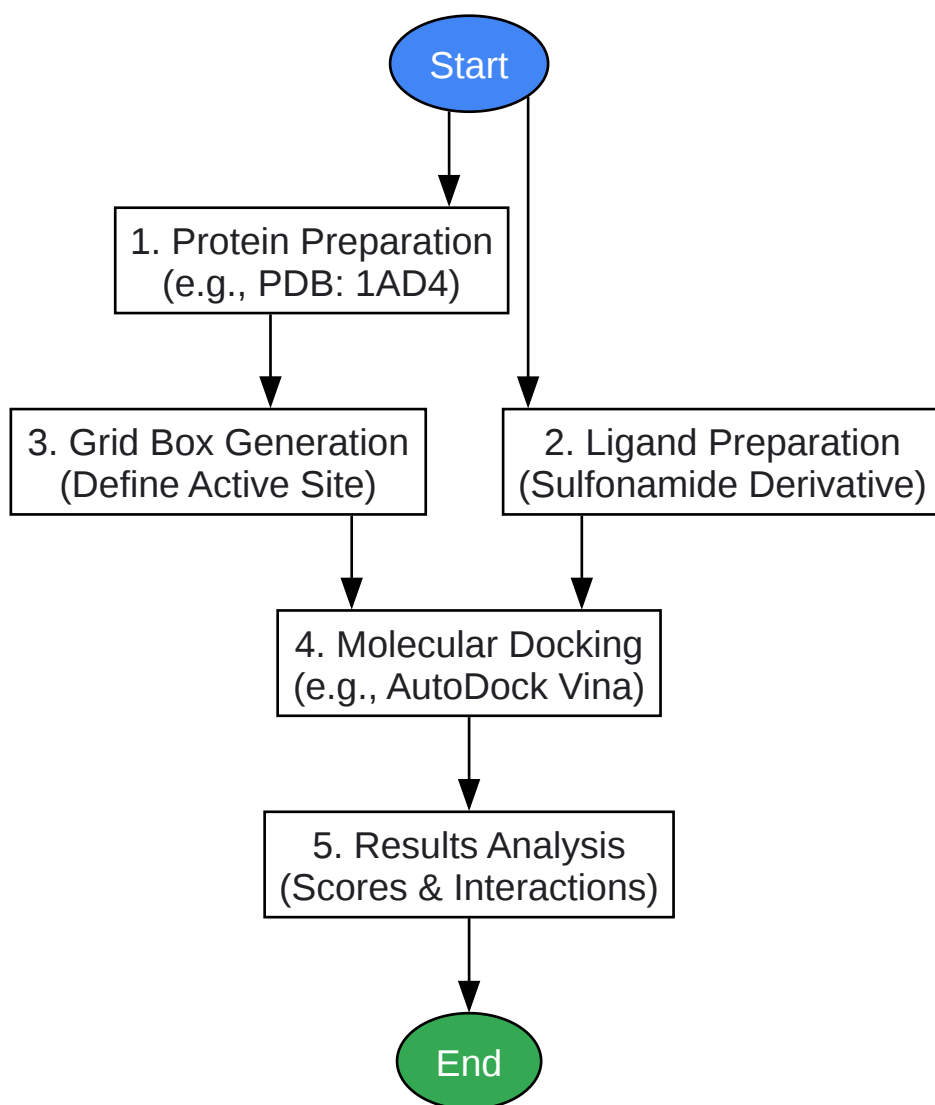 Start
1. Protein Preparation
(e.g., PDB: 1AD4)
3. Grid Box Generation
(Define Active Site)
2. Ligand Preparation
(Sulfonamide Derivative)
4. Molecular Docking
(e.g., AutoDock Vina)
5. Results Analysis
(Scores & Interactions)
End